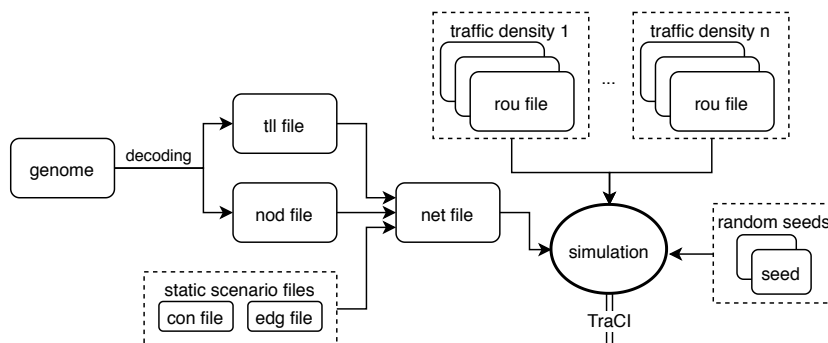 traffic density 1
traffic density n
rou file
...
rou file
tll file
decoding
genome
nod file
net file
random seeds
simulation
seed
static scenario files
con file
edg file
TraCI